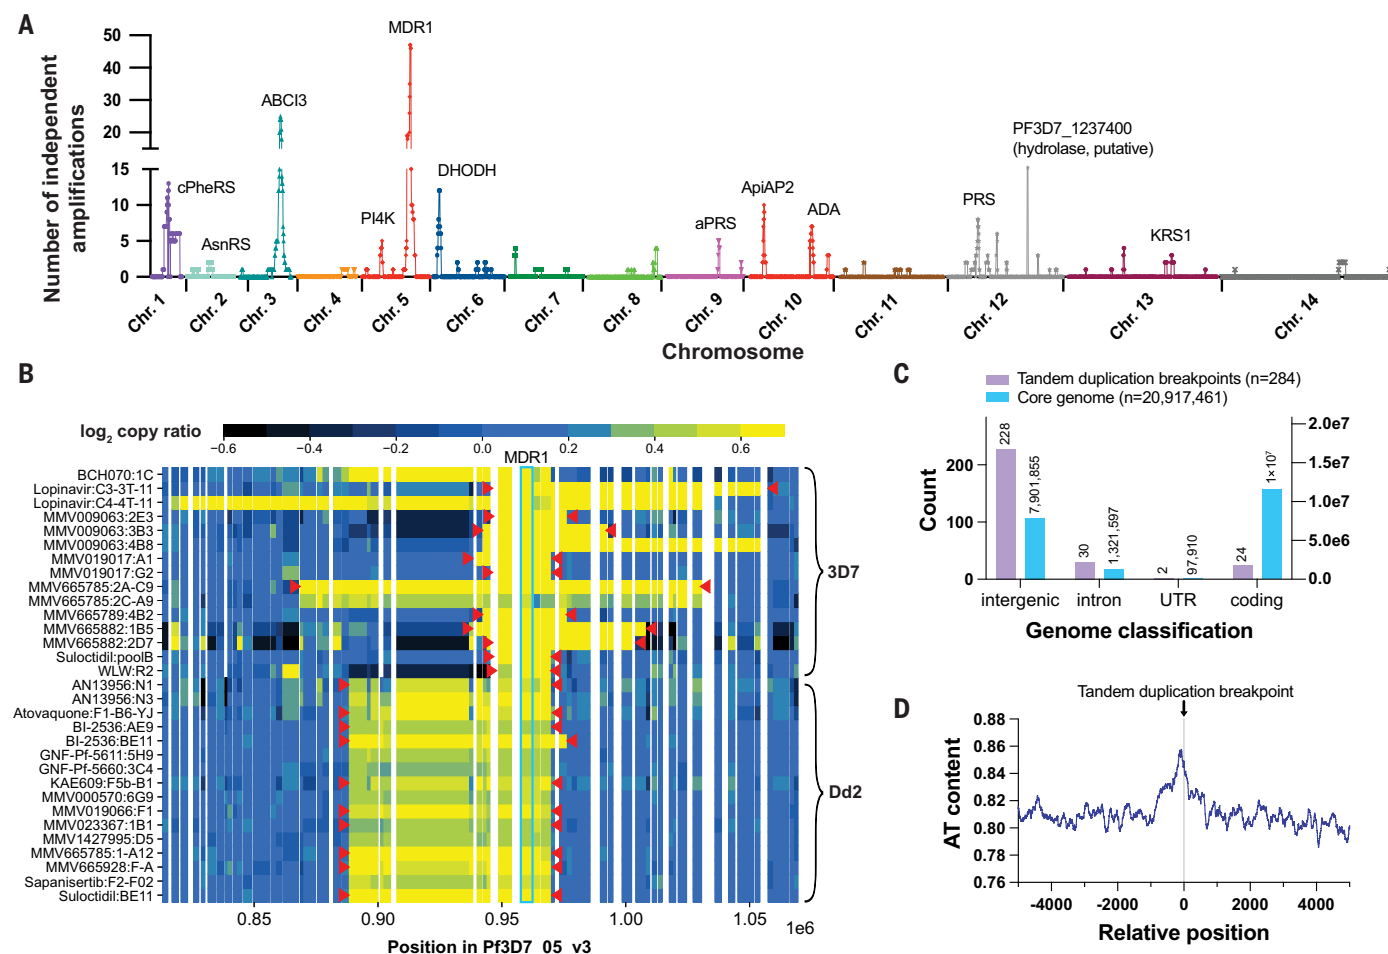 A
Number of independent
amplifications
50
40
30
20
15
10
5
0
cPheRS
AsnRS
ABCI3
PI4K
MDR1
DHODH
aPRS
ApiAP2
ADA
PRS
PF3D7_1237400
(hydrolase, putative)
KRS1
Chr. 1
Chr. 2
Chr. 3
Chr. 4
Chr. 5
Chr. 6
Chr. 7
Chr. 8
Chr. 9
Chr. 10
Chr. 11
Chr. 12
Chr. 13
Chr. 14
Chromosome
B
log2 copy ratio
−0.6 −0.4 −0.2 0.0 0.2 0.4 0.6
MDR1
BCH070:1C
Lopinavir:C3-3T-11
Lopinavir:C4-4T-11
MMV009063:2E3
MMV009063:3B3
MMV009063:4B8
MMV019017:A1
MMV019017:G2
MMV665785:2A-C9
MMV665785:2C-A9
MMV665789:4B2
MMV665882:1B5
MMV665882:2D7
Suloctidil:poolB
WLW:R2
AN13956:N1
AN13956:N3
Atovaquone:F1-B6-YJ
BI-2536:AE9
BI-2536:BE11
GNF-Pf-5611:5H9
GNF-Pf-5660:3C4
KAE609:F5b-B1
MMV000570:6G9
MMV019066:F1
MMV023367:1B1
MMV1427995:D5
MMV665785:1-A12
MMV665928:F-A
Sapanisertib:F2-F02
Suloctidil:BE11
3D7
Dd2
0.85 0.90 0.95 1.00 1.05
1e6
Position in Pf3D7_05_v3
C
Tandem duplication breakpoints (n=284)
Core genome (n=20,917,461)
Count
200
100
0
228
7,901,855
30
1,321,597
2
97,910
24
1×10⁷
2.0e7
1.5e7
1.0e7
5.0e6
0.0
intergenic intron UTR coding
Genome classification
D
Tandem duplication breakpoint
AT content
0.88
0.86
0.84
0.82
0.80
0.78
0.76
-4000 -2000 0 2000 4000
Relative position